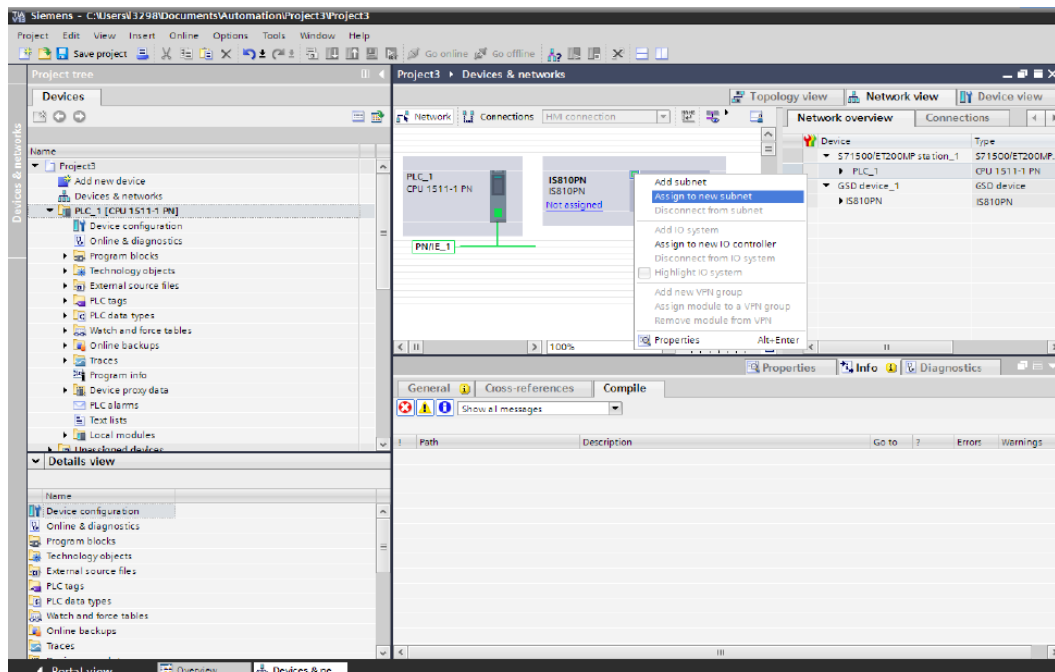 Siemens - C:\Users\13298\Documents\Automation\Project3\Project3
Project Edit View Insert Online Options Tools Window Help
Save project Go online Go offline
Project tree
Project3 Devices & networks
Devices
Topology view Network view Device view
Network Connections HMI connection
Network overview Connections
Devices & networks
Name
Project3
Add new device
Devices & networks
PLC_1 [CPU 1511-1 PN]
Device configuration
Online & diagnostics
Program blocks
Technology objects
External source files
PLC tags
PLC data types
Watch and force tables
Online backups
Traces
Program info
Device proxy data
PLC alarms
Text lists
Local modules
Unassigned devices
PLC_1
CPU 1511-1 PN
IS810PN
IS810PN
Not assigned
PN/IE_1
Add subnet
Assign to new subnet
Disconnect from subnet
Add IO system
Assign to new IO controller
Disconnect from IO system
Highlight IO system
Add new VPN group
Assign module to a VPN group
Remove module from VPN
Properties Alt+Enter
100%
Device Type
S71500/ET200MP station_1 S71500/ET200MP
PLC_1 CPU 1511-1 PN
GSD device_1 GSD device
IS810PN IS810PN
Properties Info Diagnostics
General Cross-references Compile
Show all messages
! Path Description Go to ? Errors Warnings
Details view
Name
Device configuration
Online & diagnostics
Program blocks
Technology objects
External source files
PLC tags
PLC data types
Watch and force tables
Online backups
Traces
Portal view Overview Devices & ne...